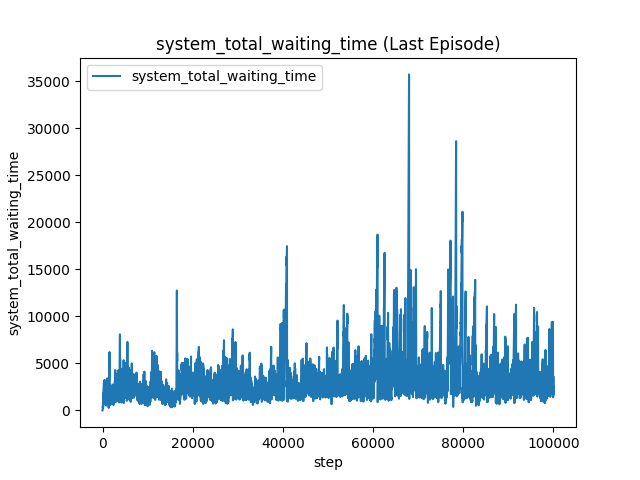 system_total_waiting_time (Last Episode)
system_total_waiting_time
35000
30000
25000
20000
15000
10000
5000
0
system_total_waiting_time
0 20000 40000 60000 80000 100000
step